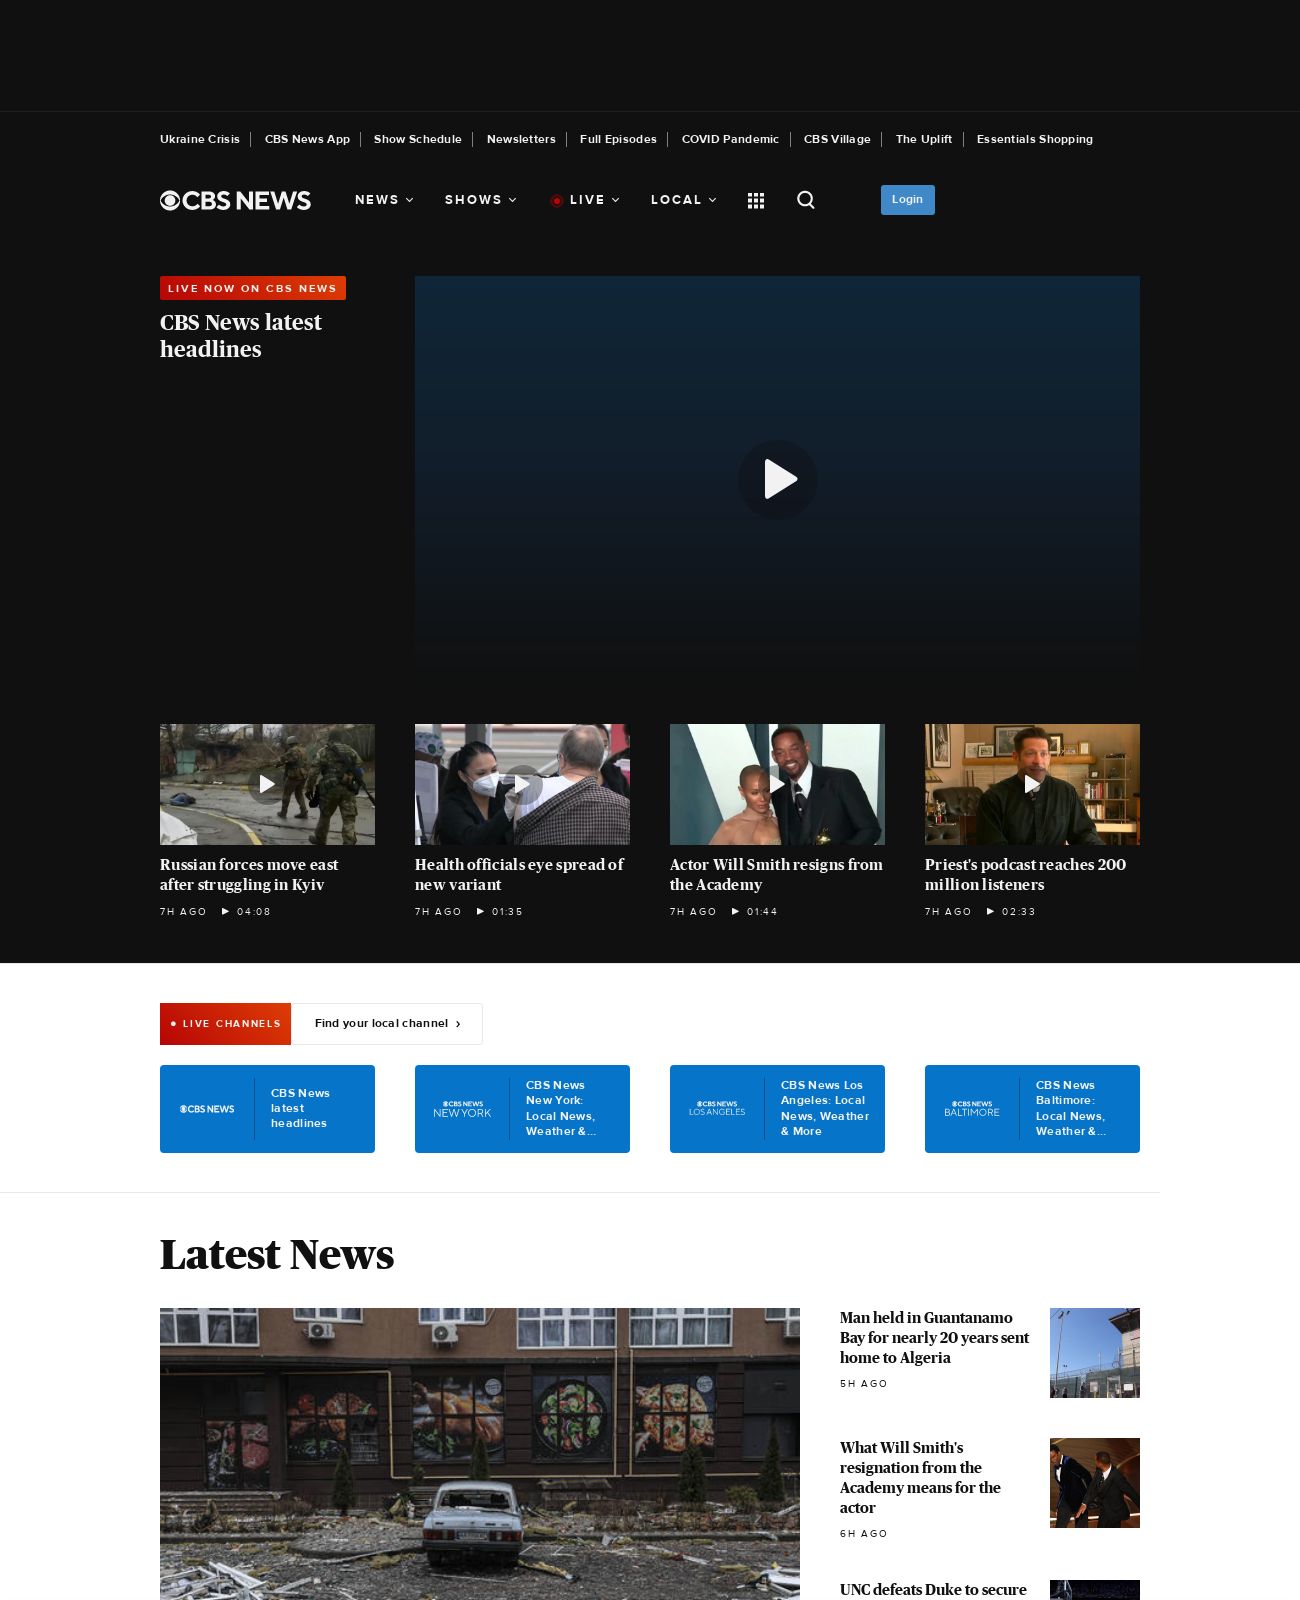 Ukraine Crisis CBS News App Show Schedule Newsletters Full Episodes COVID Pandemic CBS Village The Uplift Essentials Shopping
CBS NEWS NEWS SHOWS LIVE LOCAL Login
LIVE NOW ON CBS NEWS
CBS News latest
headlines
Russian forces move east
after struggling in Kyiv
7H AGO 04:08
Health officials eye spread of
new variant
7H AGO 01:35
Actor Will Smith resigns from
the Academy
7H AGO 01:44
Priest's podcast reaches 200
million listeners
7H AGO 02:33
LIVE CHANNELS
Find your local channel ›
CBS NEWS
CBS News
latest
headlines
CBS NEWS
NEW YORK
CBS News
New York:
Local News,
Weather &...
CBS NEWS
LOS ANGELES
CBS News Los
Angeles: Local
News, Weather
& More
CBS NEWS
BALTIMORE
CBS News
Baltimore:
Local News,
Weather &...
Latest News
Man held in Guantanamo
Bay for nearly 20 years sent
home to Algeria
5H AGO
What Will Smith's
resignation from the
Academy means for the
actor
6H AGO
UNC defeats Duke to secure